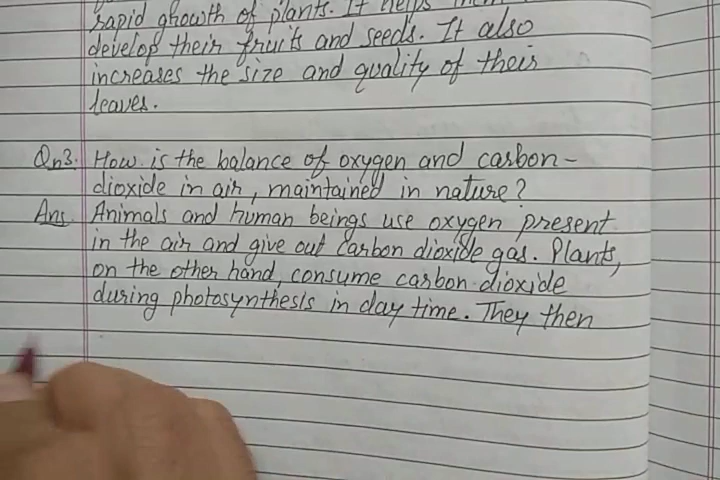 rapid growth of plants. It helps them
develop their fruits and seeds. It also
increases the size and quality of their
leaves.
Qn3. How is the balance of oxygen and carbon-
dioxide in air, maintained in nature?
Ans. Animals and human beings use oxygen present
in the air and give out carbon dioxide gas. Plants,
on the other hand, consume carbon dioxide
during photosynthesis in day time. They then